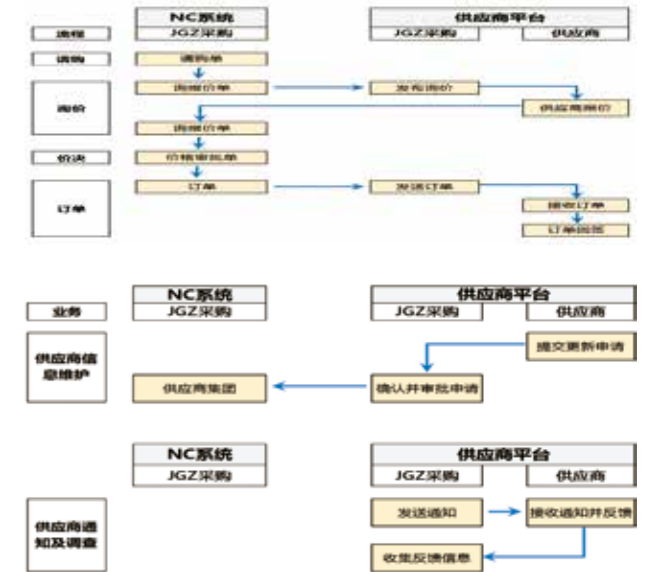 NC系统 供应商平台
流程 JGZ采购 JGZ采购 供应商
请购 请购单
询报价单 发布询价
询价 供应商报价
询报价单
价决 价格审批单
订单 发送订单
订单 接收订单
订单回签
NC系统 供应商平台
业务 JGZ采购 JGZ采购 供应商
供应商信
息维护
提交更新申请
供应商集团 确认并审批申请
NC系统 供应商平台
JGZ采购 JGZ采购 供应商
供应商通
知及调查
发送通知 接收通知并反馈
收集反馈信息